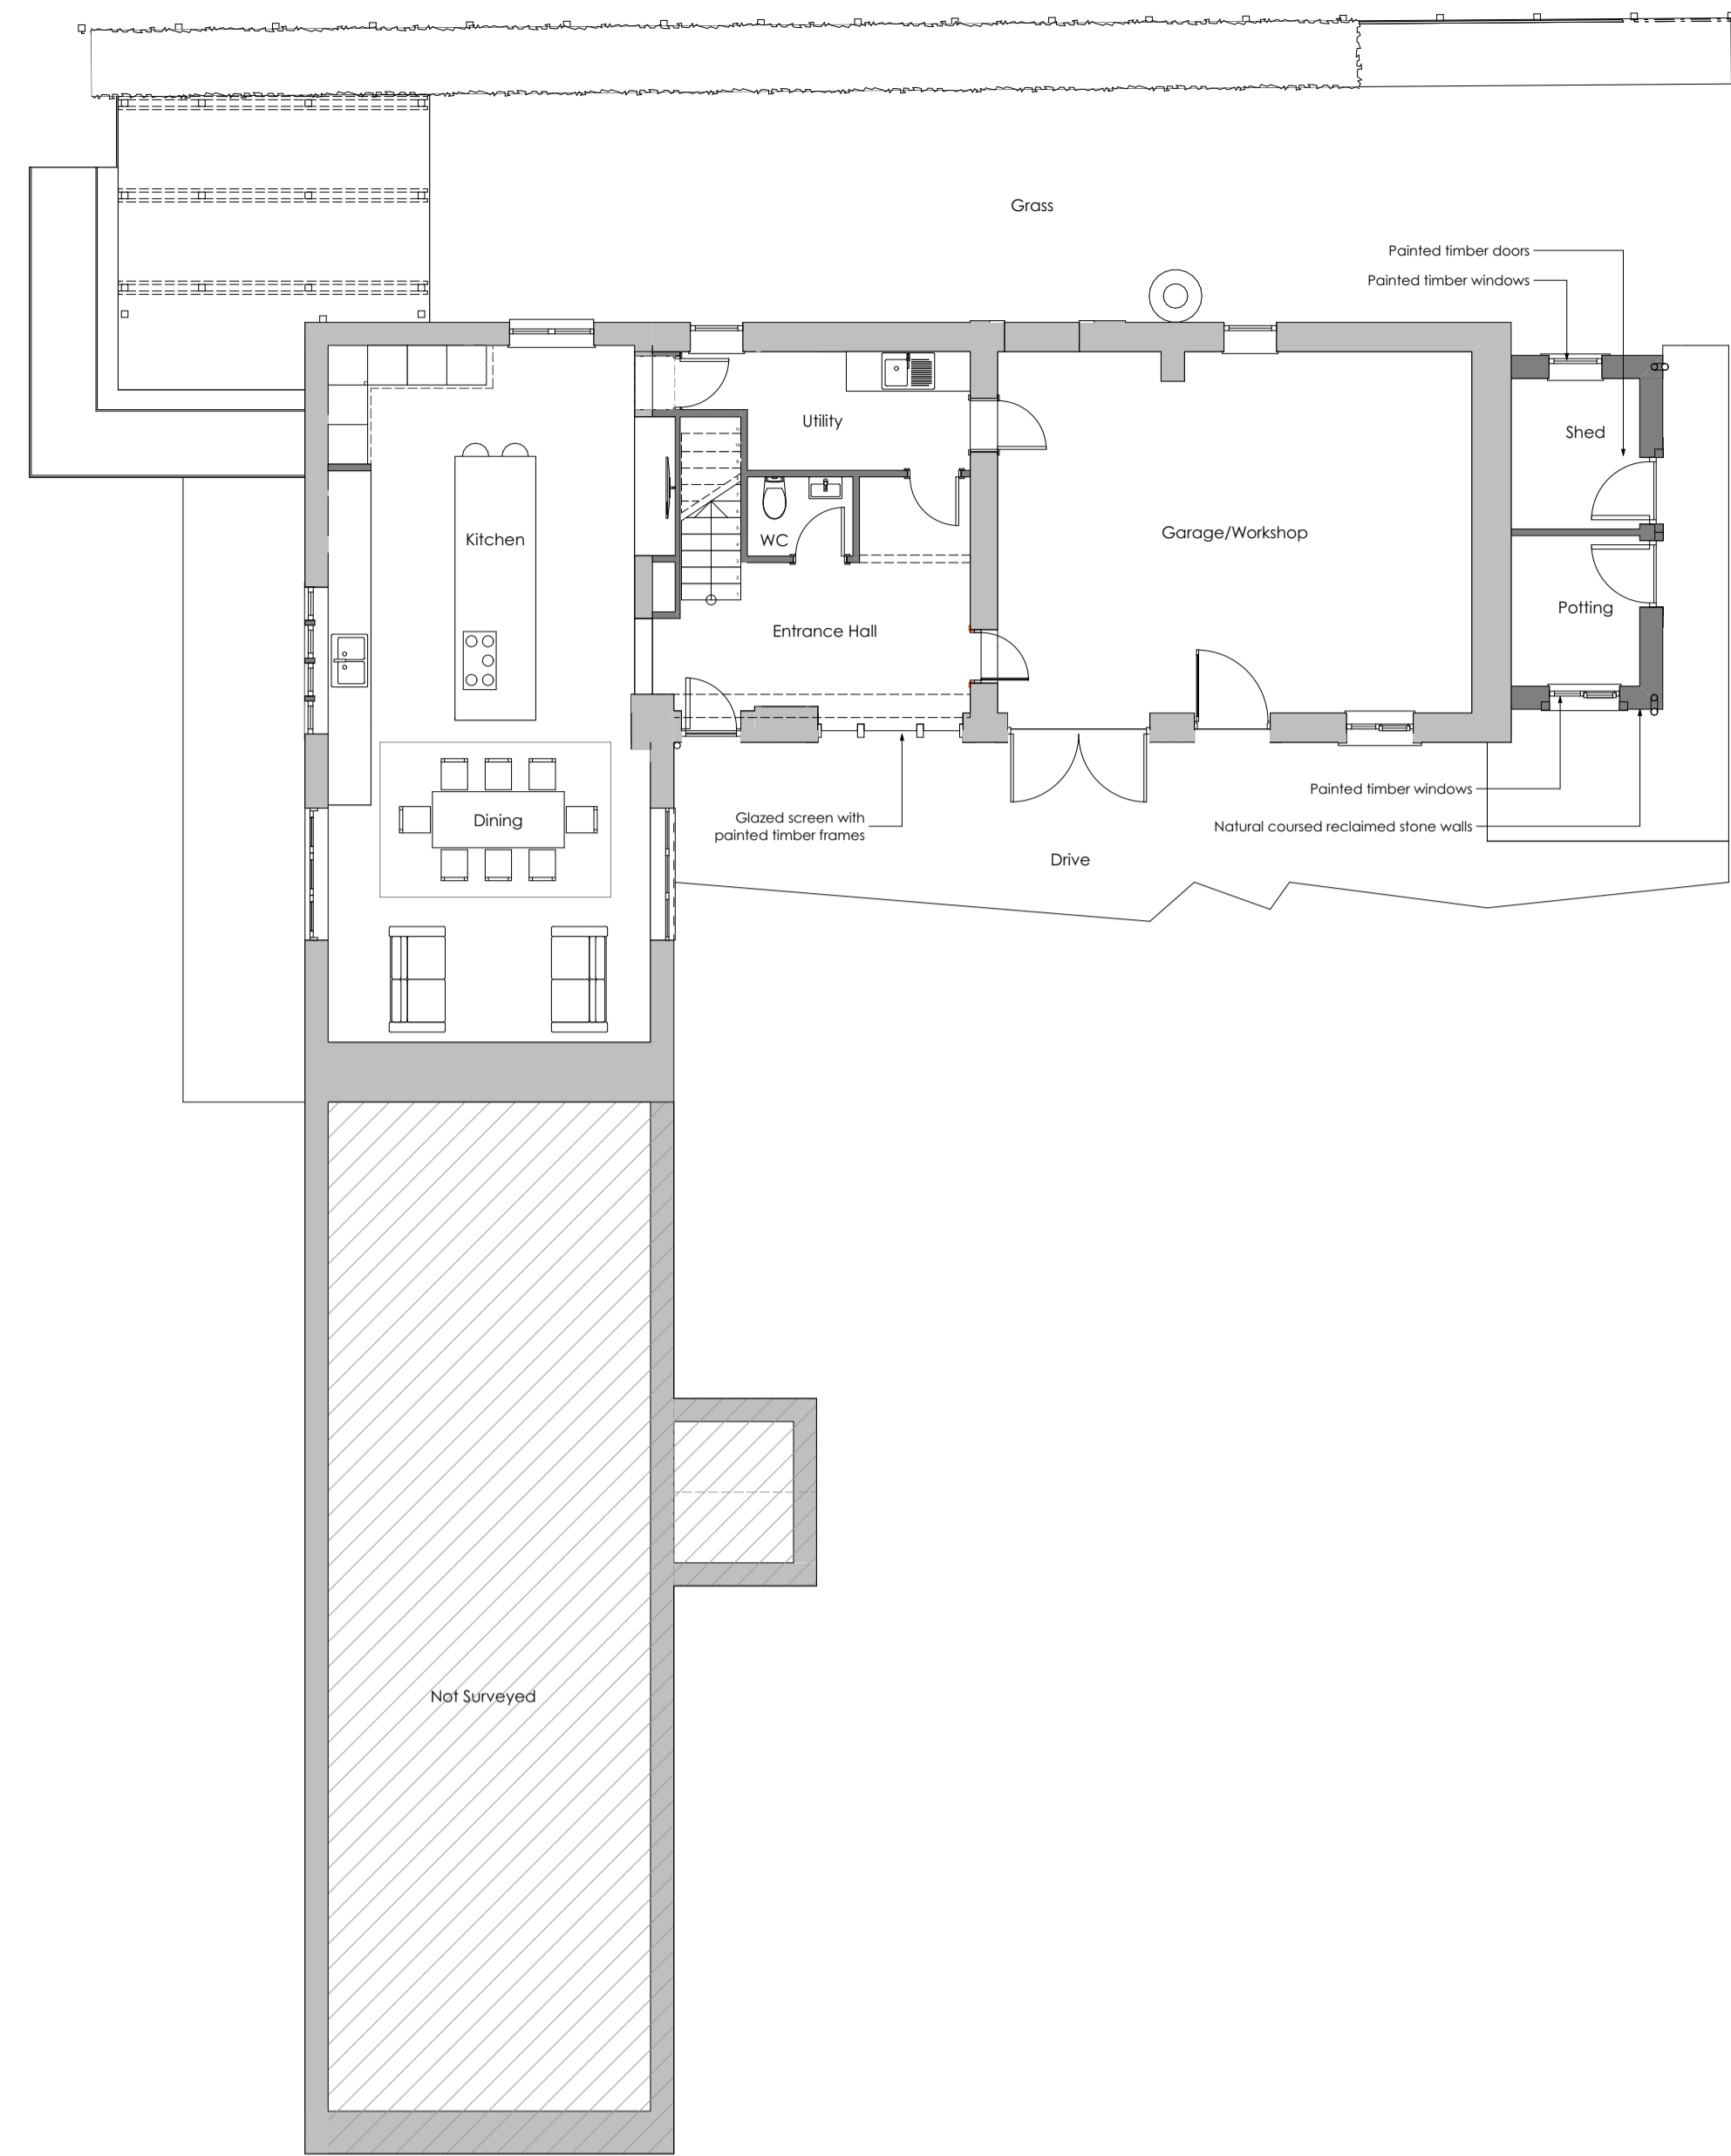 Grass
Painted timber doors
Painted timber windows
Utility
Shed
Kitchen
WC
Garage/Workshop
Entrance Hall
Potting
Painted timber windows
Dining
Glazed screen with
painted timber frames
Natural coursed reclaimed stone walls
Drive
Not Surveyed